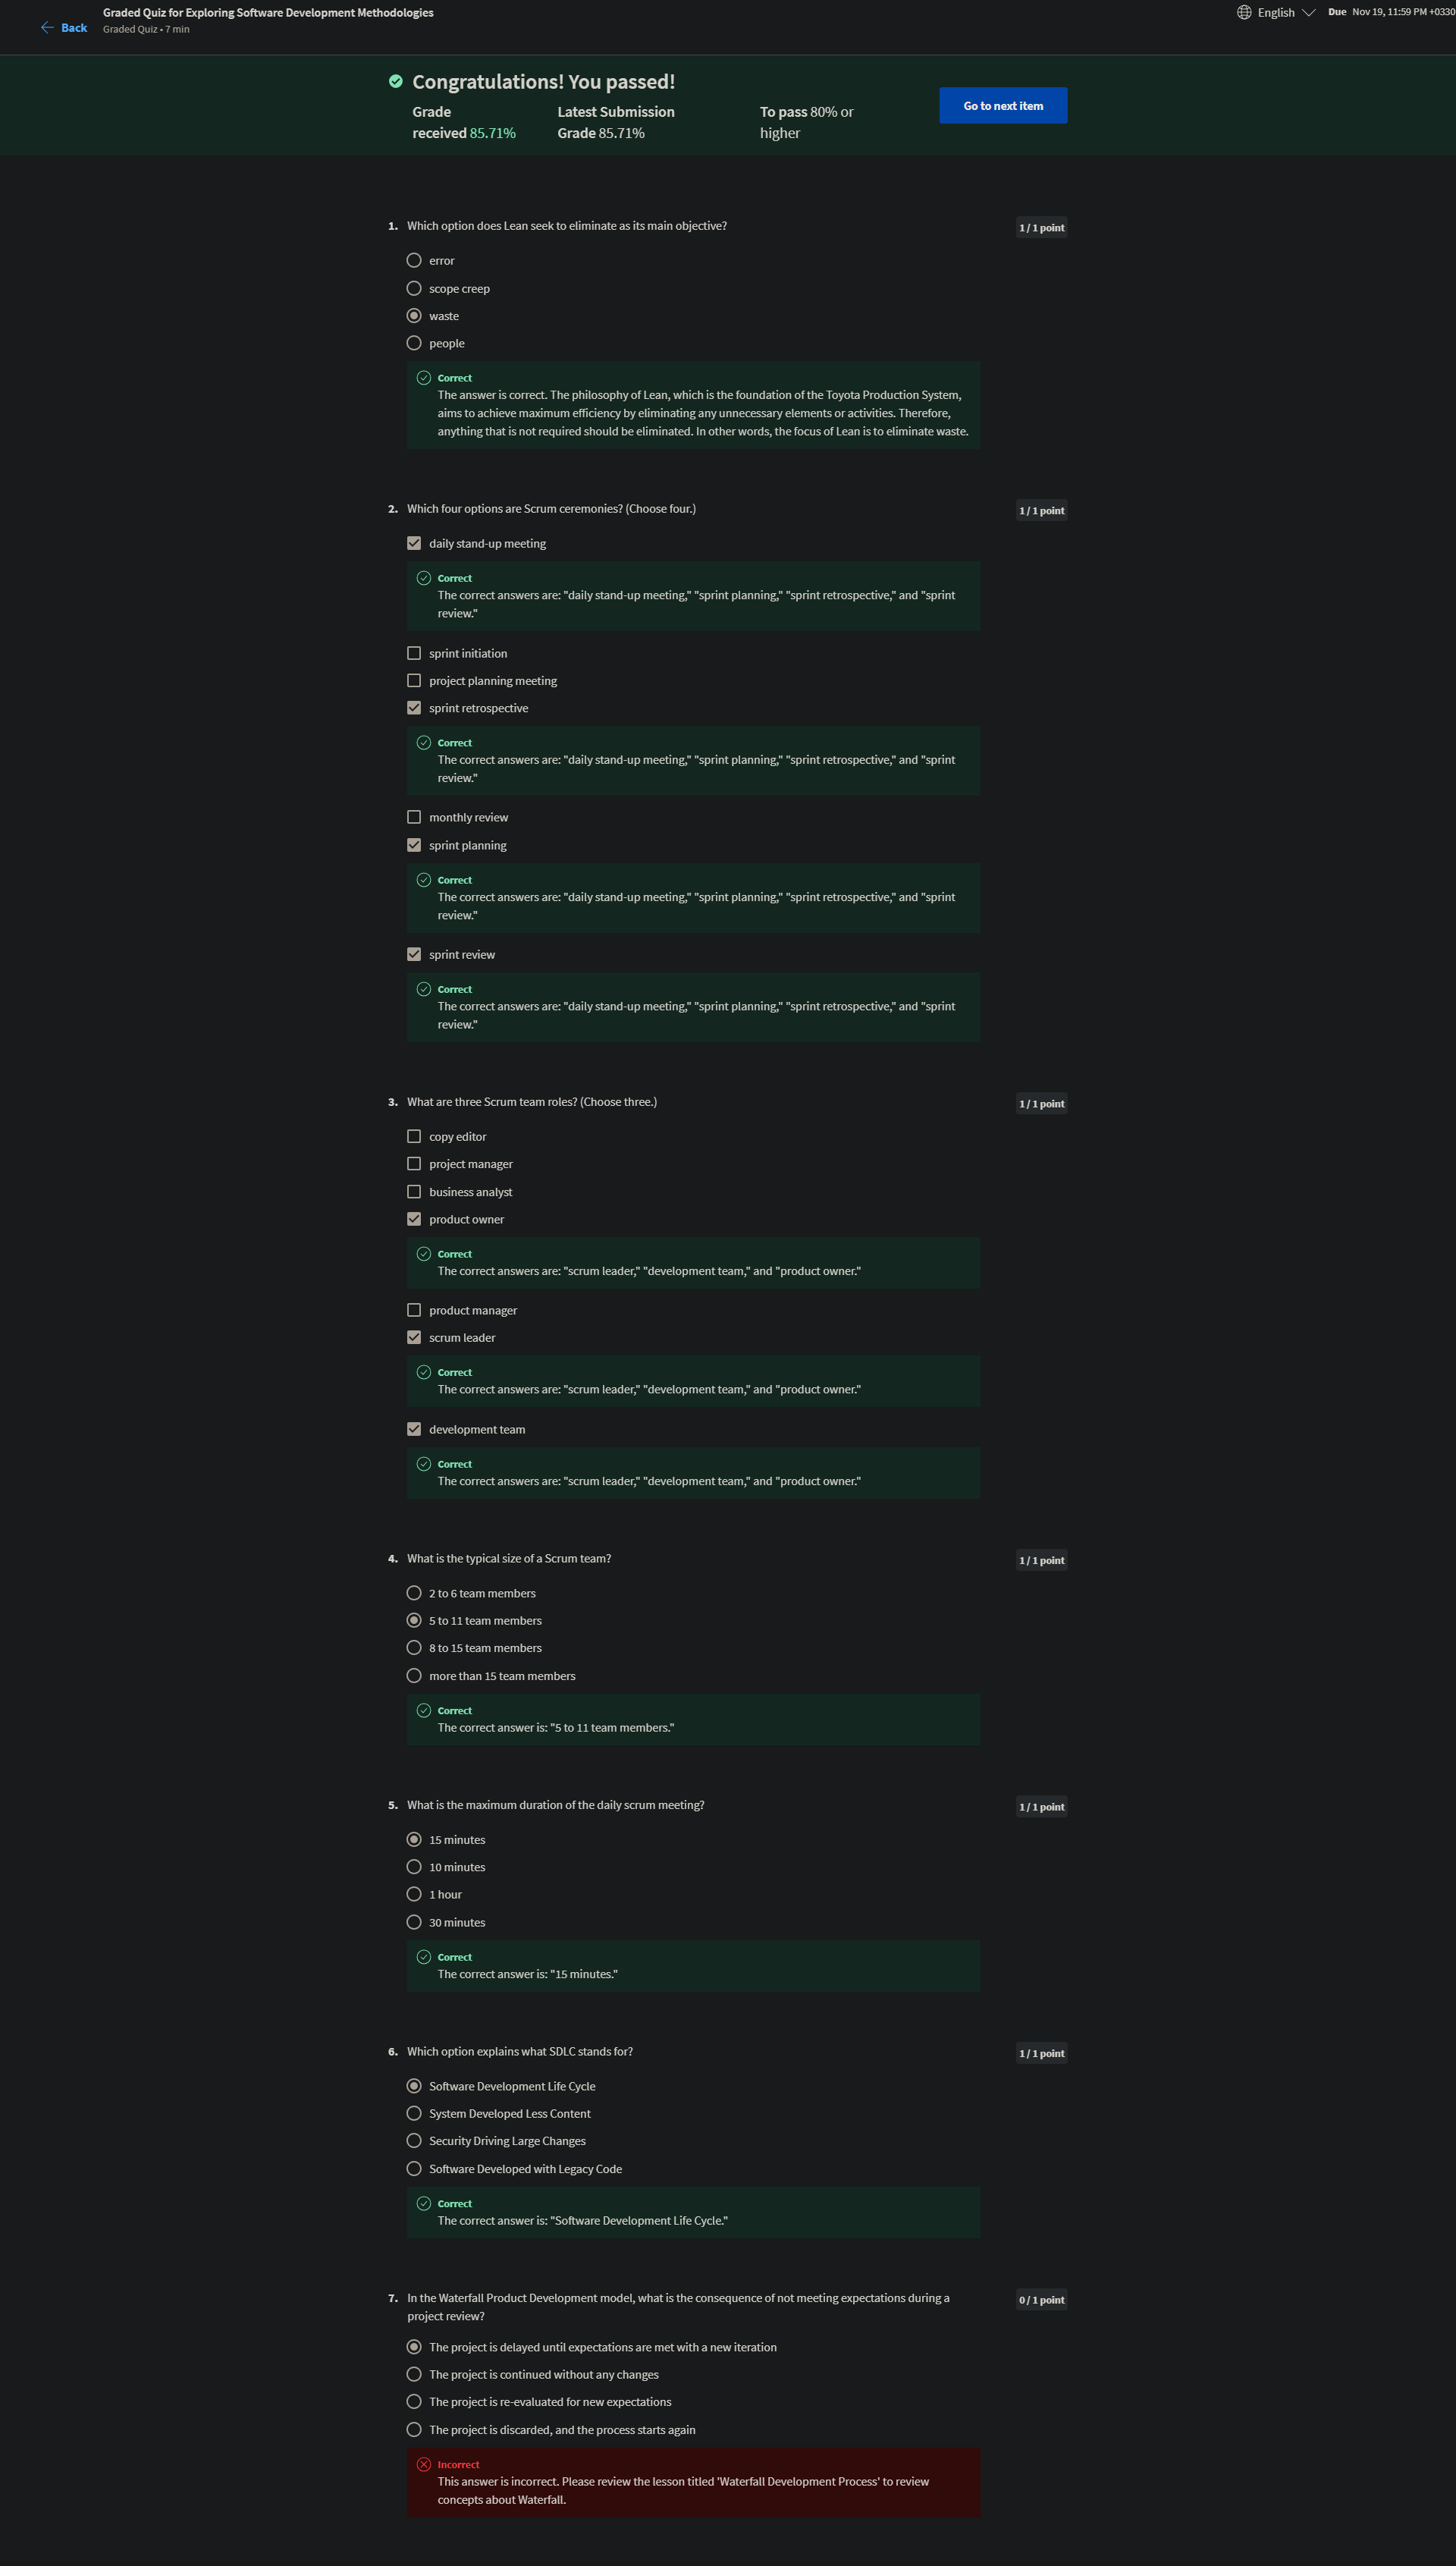 Graded Quiz for Exploring Software Development Methodologies
Back
Graded Quiz • 7 min
English
Due Nov 19, 11:59 PM +0330
Congratulations! You passed!
Grade received 85.71%
Latest Submission Grade 85.71%
To pass 80% or higher
Go to next item
1. Which option does Lean seek to eliminate as its main objective?
1 / 1 point
error
scope creep
waste
people
Correct
The answer is correct. The philosophy of Lean, which is the foundation of the Toyota Production System,
aims to achieve maximum efficiency by eliminating any unnecessary elements or activities. Therefore,
anything that is not required should be eliminated. In other words, the focus of Lean is to eliminate waste.
2. Which four options are Scrum ceremonies? (Choose four.)
1 / 1 point
daily stand-up meeting
Correct
The correct answers are: "daily stand-up meeting," "sprint planning," "sprint retrospective," and "sprint
review."
sprint initiation
project planning meeting
sprint retrospective
Correct
The correct answers are: "daily stand-up meeting," "sprint planning," "sprint retrospective," and "sprint
review."
monthly review
sprint planning
Correct
The correct answers are: "daily stand-up meeting," "sprint planning," "sprint retrospective," and "sprint
review."
sprint review
Correct
The correct answers are: "daily stand-up meeting," "sprint planning," "sprint retrospective," and "sprint
review."
3. What are three Scrum team roles? (Choose three.)
1 / 1 point
copy editor
project manager
business analyst
product owner
Correct
The correct answers are: "scrum leader," "development team," and "product owner."
product manager
scrum leader
Correct
The correct answers are: "scrum leader," "development team," and "product owner."
development team
Correct
The correct answers are: "scrum leader," "development team," and "product owner."
4. What is the typical size of a Scrum team?
1 / 1 point
2 to 6 team members
5 to 11 team members
8 to 15 team members
more than 15 team members
Correct
The correct answer is: "5 to 11 team members."
5. What is the maximum duration of the daily scrum meeting?
1 / 1 point
15 minutes
10 minutes
1 hour
30 minutes
Correct
The correct answer is: "15 minutes."
6. Which option explains what SDLC stands for?
1 / 1 point
Software Development Life Cycle
System Developed Less Content
Security Driving Large Changes
Software Developed with Legacy Code
Correct
The correct answer is: "Software Development Life Cycle."
7. In the Waterfall Product Development model, what is the consequence of not meeting expectations during a
project review?
0 / 1 point
The project is delayed until expectations are met with a new iteration
The project is continued without any changes
The project is re-evaluated for new expectations
The project is discarded, and the process starts again
Incorrect
This answer is incorrect. Please review the lesson titled 'Waterfall Development Process' to review
concepts about Waterfall.